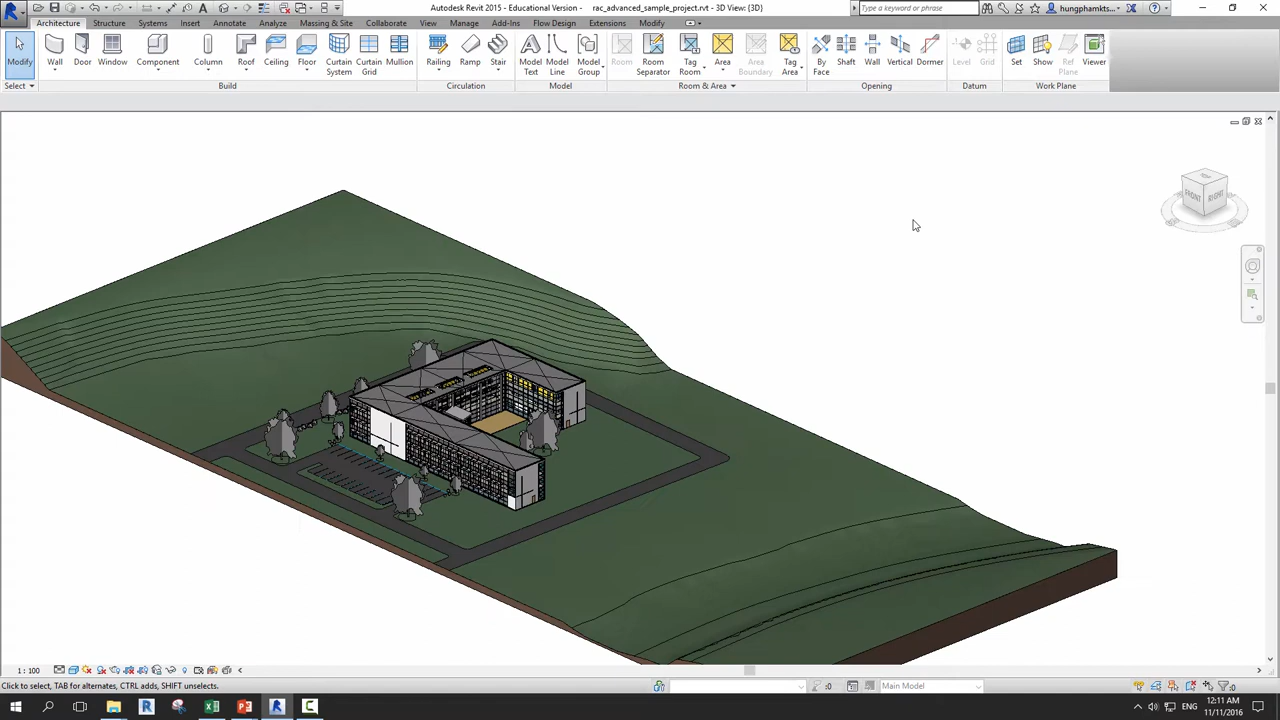 Autodesk Revit 2015 - Educational Version - rac_advanced_sample_project.rvt - 3D View: {3D}
Type a keyword or phrase
hungphamkts...
Architecture Structure Systems Insert Annotate Analyze Massing & Site Collaborate View Manage Add-Ins Flow Design Extensions Modify
Modify Wall Door Window Component Column Roof Ceiling Floor Curtain System Curtain Grid Mullion Railing Ramp Stair Model Text Model Line Model Group Room Room Separator Tag Room Area Area Boundary Tag Area By Face Shaft Wall Vertical Dormer Level Grid Set Show Ref Plane Viewer
Select Build Circulation Model Room & Area Opening Datum Work Plane
FRONT RIGHT
1 : 100
Click to select, TAB for alternates, CTRL adds, SHIFT unselects.
:0
Main Model
:0
ENG
12:11 AM
11/11/2016